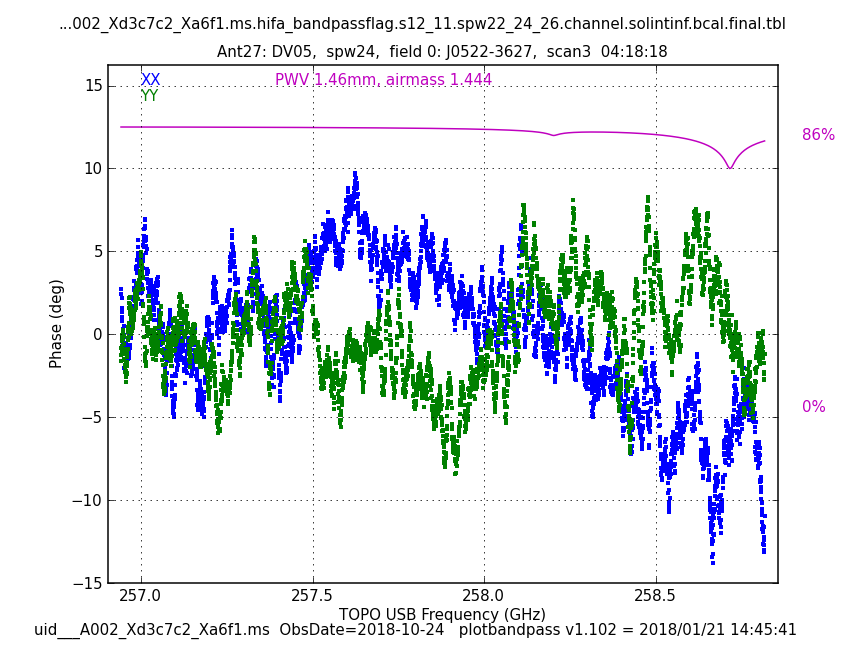 ...002_Xd3c7c2_Xa6f1.ms.hifa_bandpassflag.s12_11.spw22_24_26.channel.solintinf.bcal.final.tbl
Ant27: DV05, spw24, field 0: J0522-3627, scan3 04:18:18
XX
PWV 1.46mm, airmass 1.444
YY
15
10
5
0
−5
−10
−15
Phase (deg)
86%
0%
257.0
257.5
258.0
258.5
TOPO USB Frequency (GHz)
uid___A002_Xd3c7c2_Xa6f1.ms ObsDate=2018-10-24 plotbandpass v1.102 = 2018/01/21 14:45:41